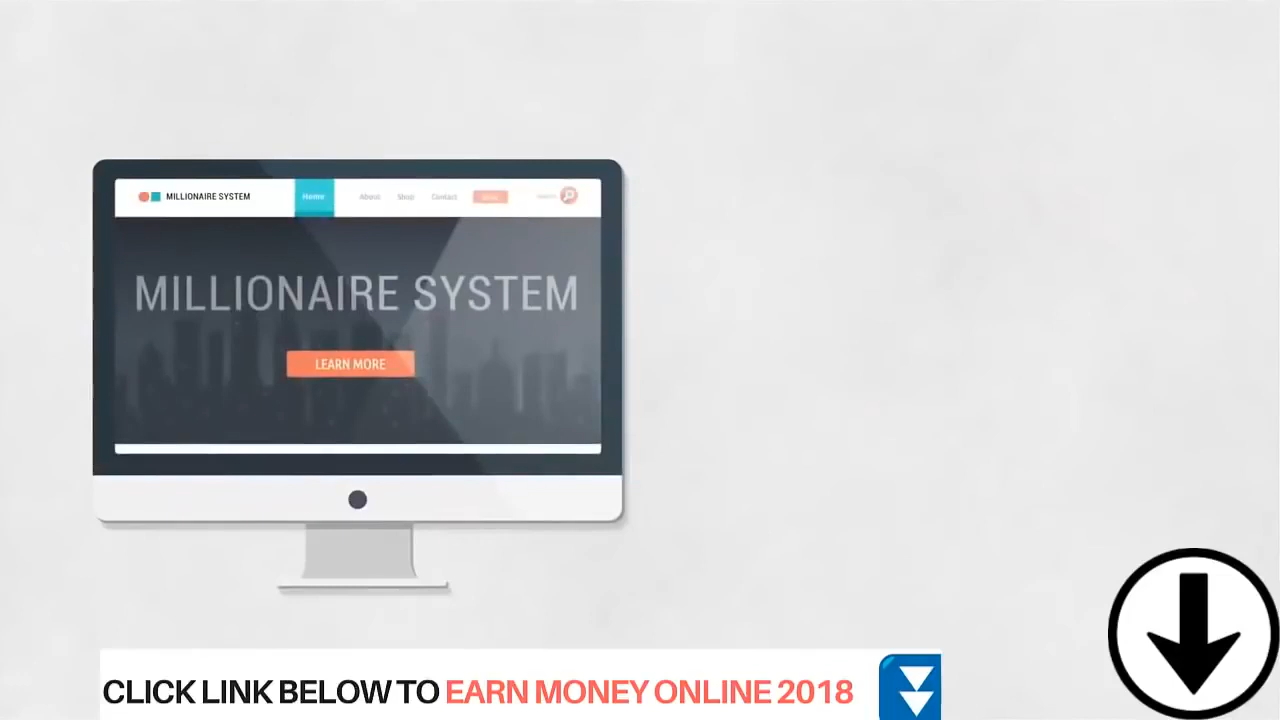 MILLIONAIRE SYSTEM Home About Shop Contact
MILLIONAIRE SYSTEM
LEARN MORE
CLICK LINK BELOW TO EARN MONEY ONLINE 2018